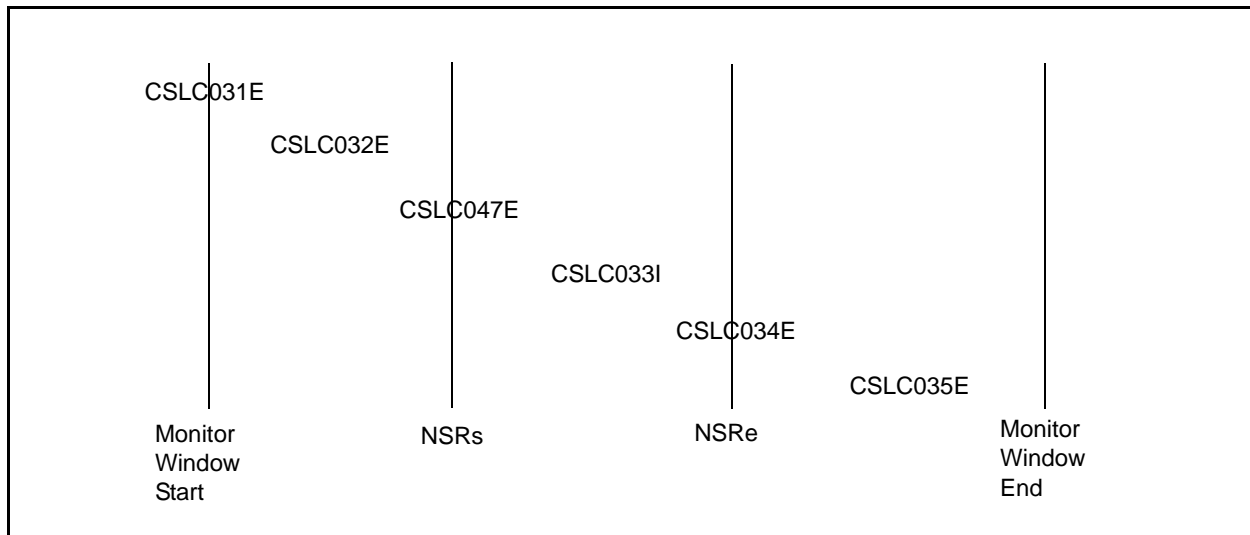 CSLC031E
CSLC032E
CSLC047E
CSLC033I
CSLC034E
CSLC035E
Monitor
Window
Start
NSRs
NSRe
Monitor
Window
End